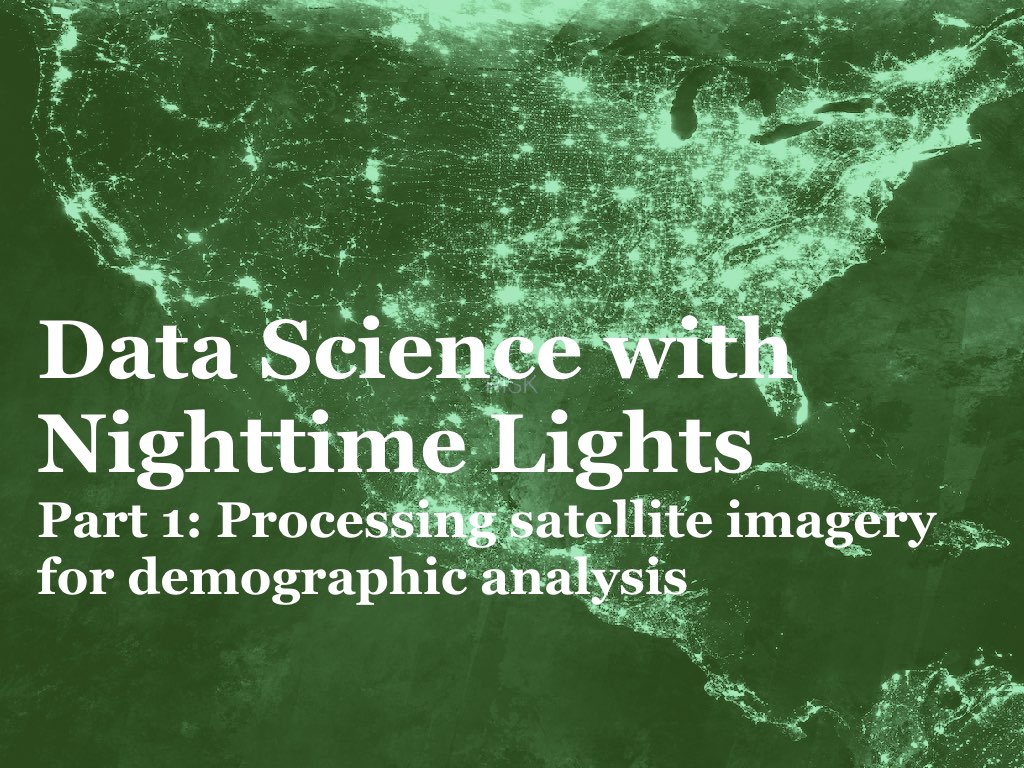 Data Science with
Nighttime Lights
Part 1: Processing satellite imagery
for demographic analysis